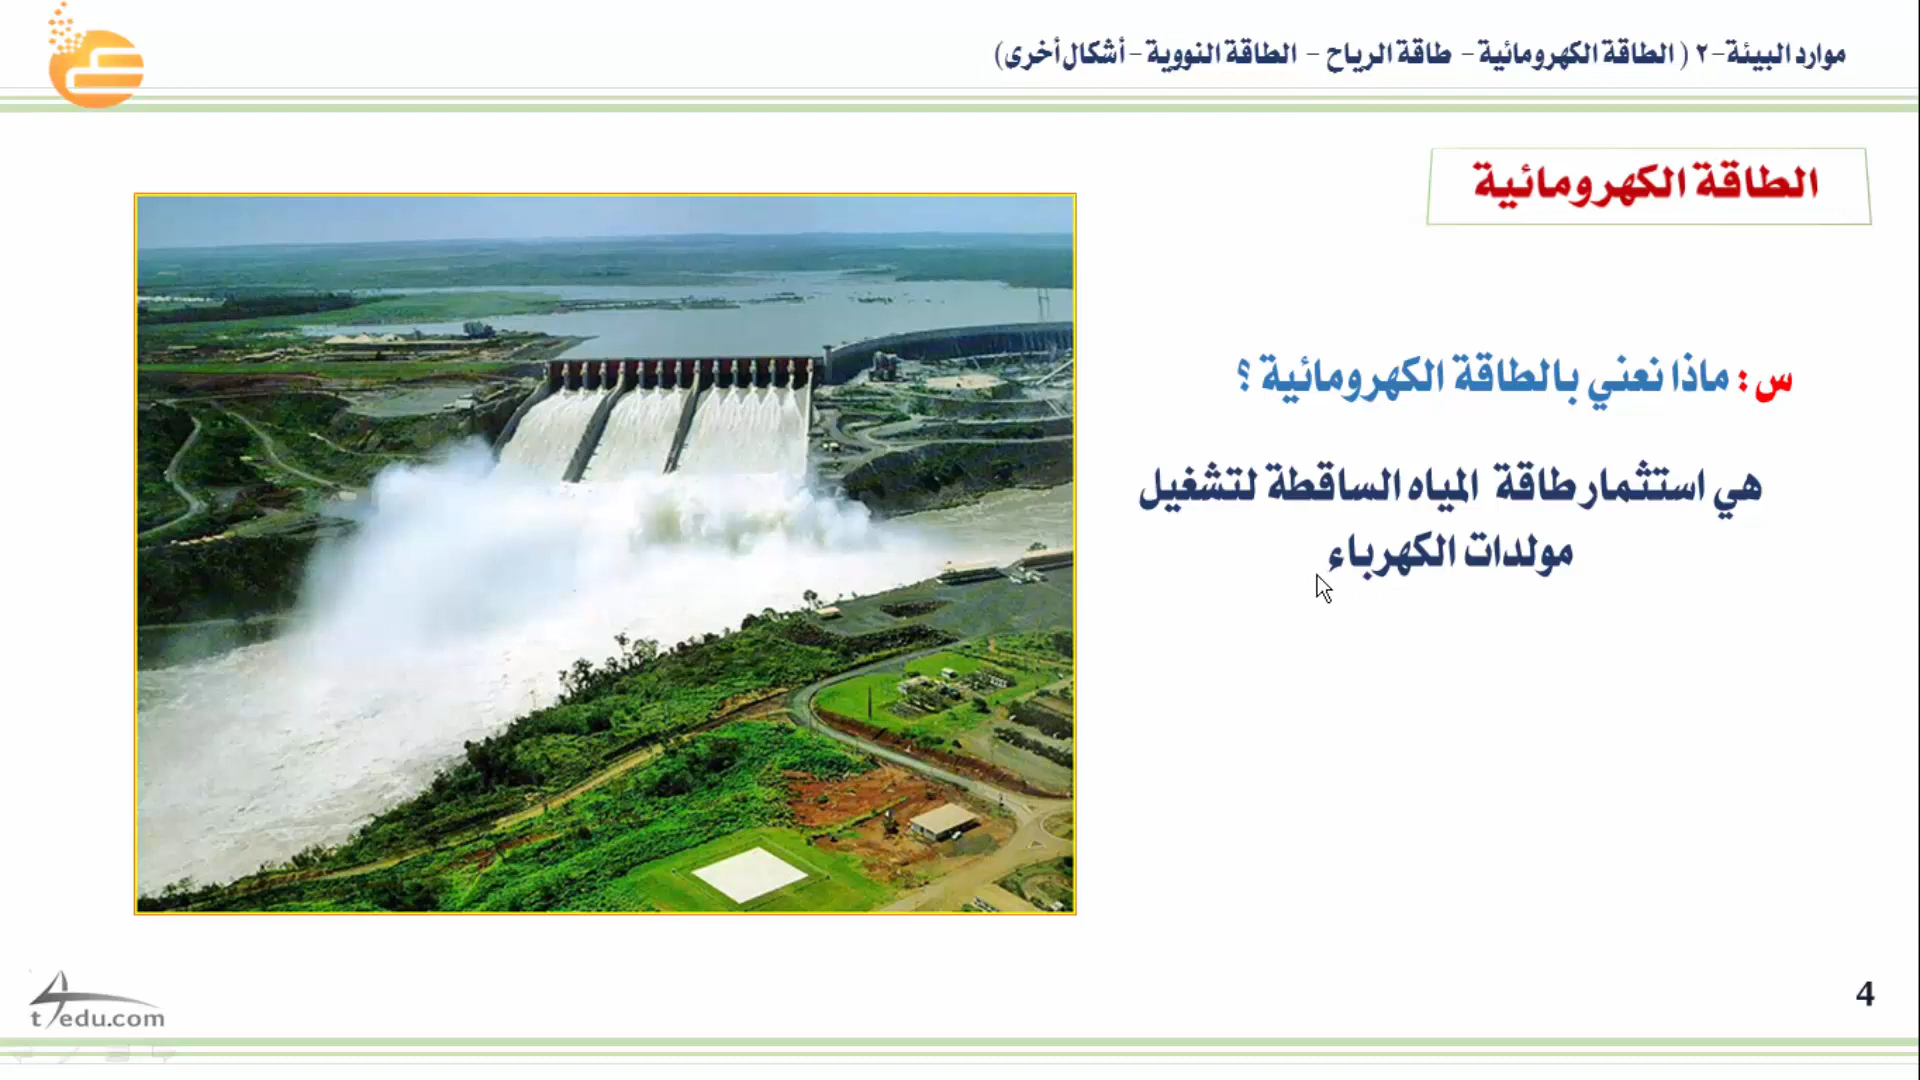 موارد البيئة-٢ ( الطاقة الكهرومائية - طاقة الرياح - الطاقة النووية - أشكال أخرى)
الطاقة الكهرومائية
س : ماذا نعني بالطاقة الكهرومائية ؟
هي استثمار طاقة المياه الساقطة لتشغيل
مولدات الكهرباء
t4edu.com
4